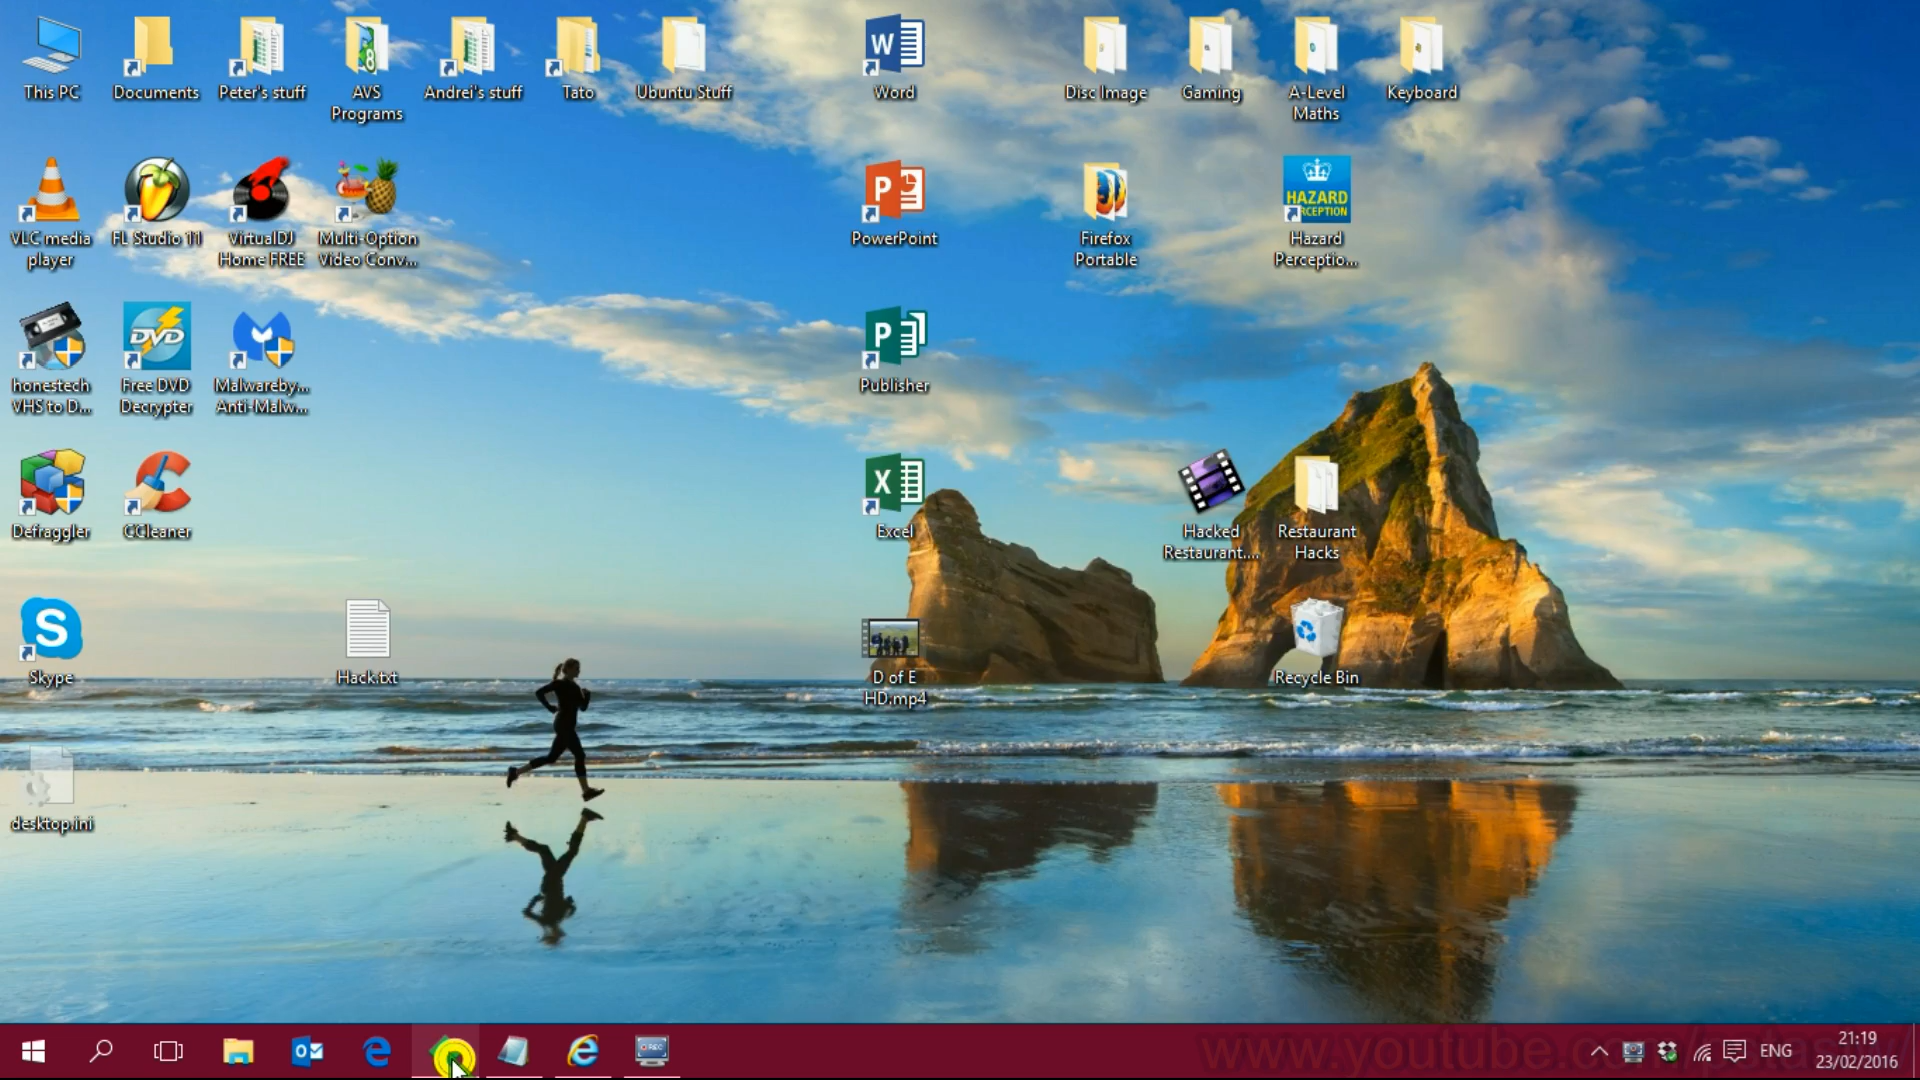 This PC
Documents
Peter's stuff
AVS
Programs
Andrei's stuff
Tato
Ubuntu Stuff
Word
Disc Image
Gaming
A-Level
Maths
Keyboard
VLC media
player
FL Studio 11
VirtualDJ
Home FREE
Multi-Option
Video Conv...
PowerPoint
Firefox
Portable
HAZARD
Hazard
Perceptio...
honestech
VHS to D...
DVD
Free DVD
Decrypter
Malwareby...
Anti-Malw...
Publisher
Defraggler
CCleaner
Excel
Hacked
Restaurant....
Restaurant
Hacks
Skype
Hack.txt
D of E
HD.mp4
Recycle Bin
desktop.ini
REC
www.youtube.com
ENG
21:19
23/02/2016